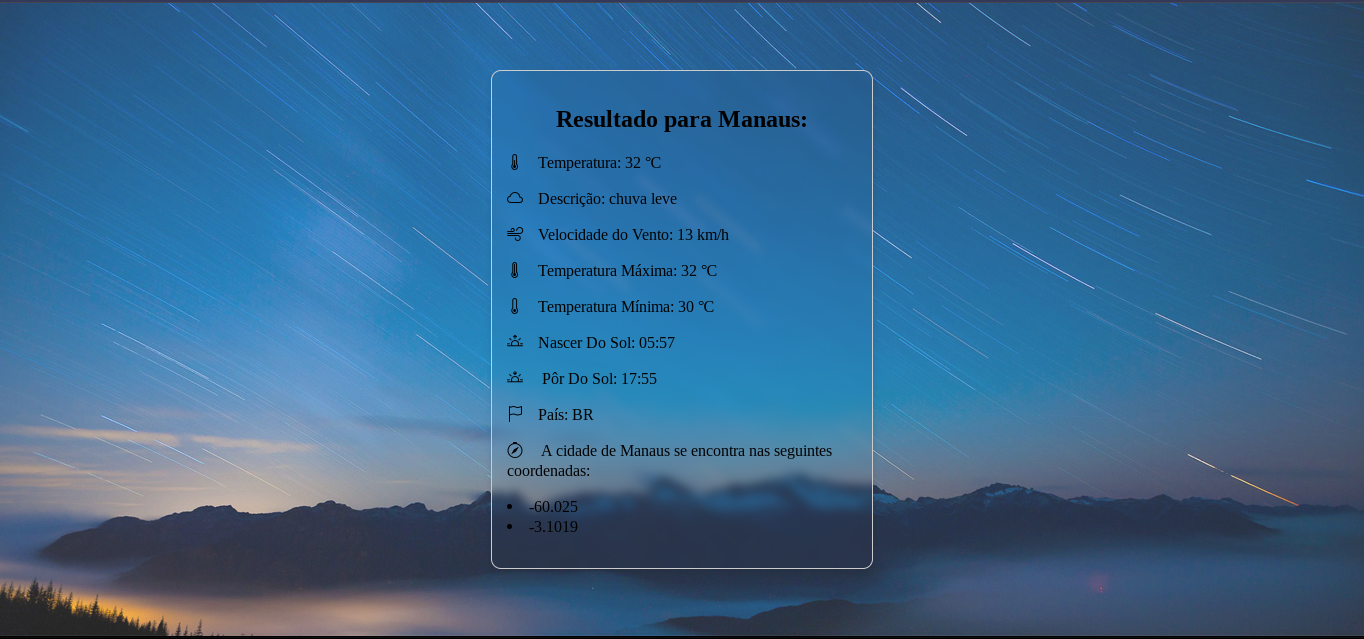 Resultado para Manaus:
Temperatura: 32 °C
Descrição: chuva leve
Velocidade do Vento: 13 km/h
Temperatura Máxima: 32 °C
Temperatura Mínima: 30 °C
Nascer Do Sol: 05:57
Pôr Do Sol: 17:55
País: BR
A cidade de Manaus se encontra nas seguintes
coordenadas:
-60.025
-3.1019